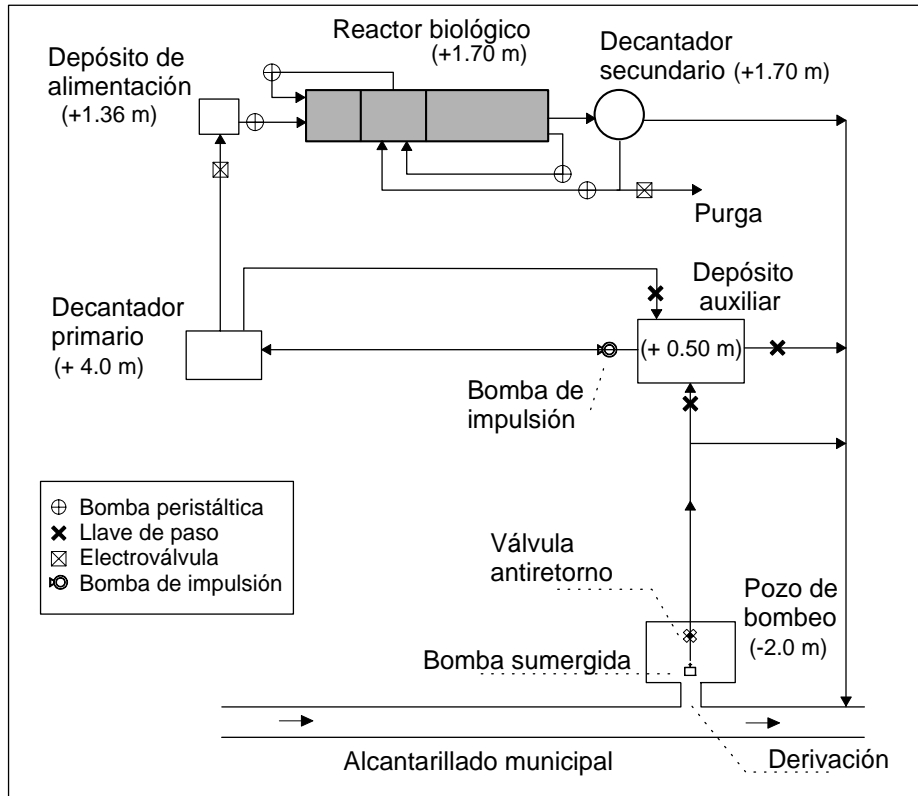 Reactor biológico
(+1.70 m)
Depósito de
alimentación
(+1.36 m)
Decantador
secundario (+1.70 m)
Purga
Decantador
primario
(+ 4.0 m)
Depósito
auxiliar
(+ 0.50 m)
Bomba de
impulsión
Bomba peristáltica
Llave de paso
Electroválvula
Bomba de impulsión
Válvula
antiretorno
Pozo de
bombeo
(-2.0 m)
Bomba sumergida
Alcantarillado municipal
Derivación